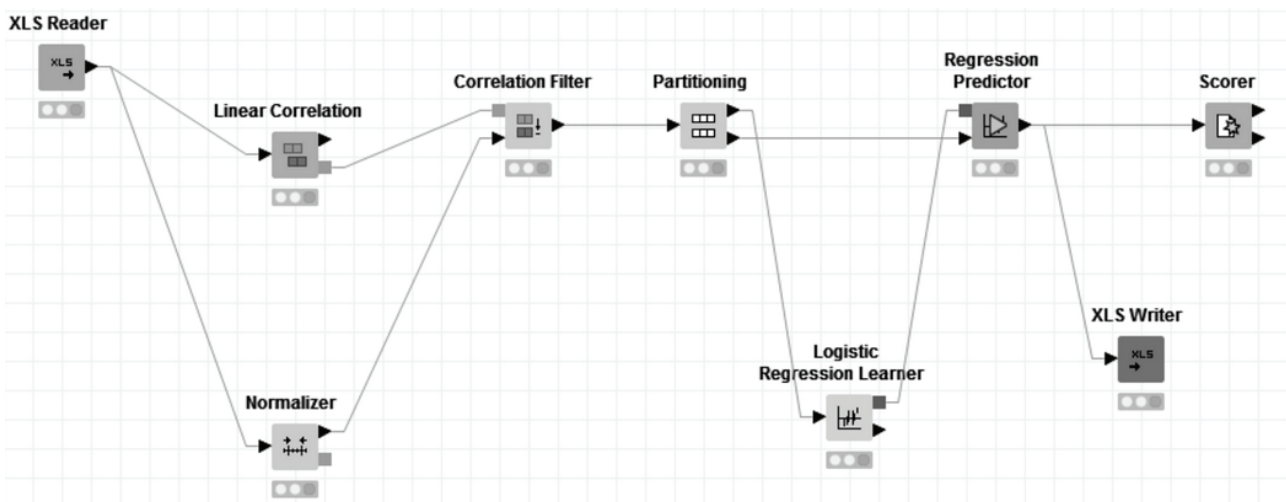 XLS Reader
XLS
Linear Correlation
Correlation Filter
Partitioning
Regression
Predictor
Scorer
Normalizer
Logistic
Regression Learner
XLS Writer
XLS